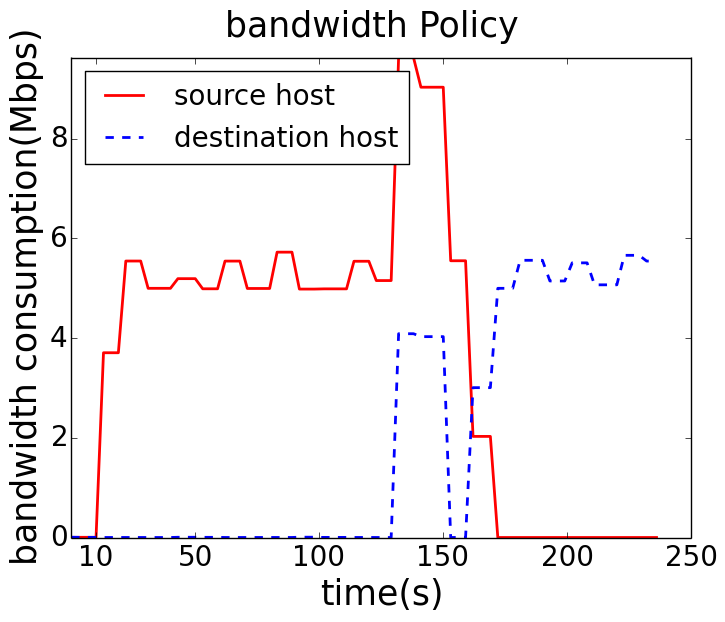 bandwidth Policy
bandwidth consumption(Mbps)
source host
destination host
8
6
4
2
0
10 50 100 150 200 250
time(s)